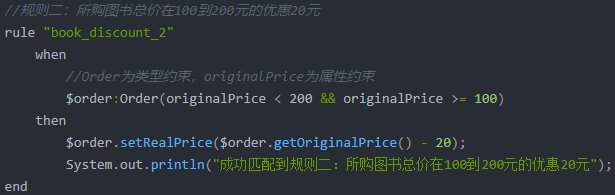 //规则二：所购图书总价在100到200元的优惠20元
rule "book_discount_2"
    when
        //Order为类型约束，originalPrice为属性约束
        $order:Order(originalPrice < 200 && originalPrice >= 100)
    then
        $order.setRealPrice($order.getOriginalPrice() - 20);
        System.out.println("成功匹配到规则二：所购图书总价在100到200元的优惠20元");
end